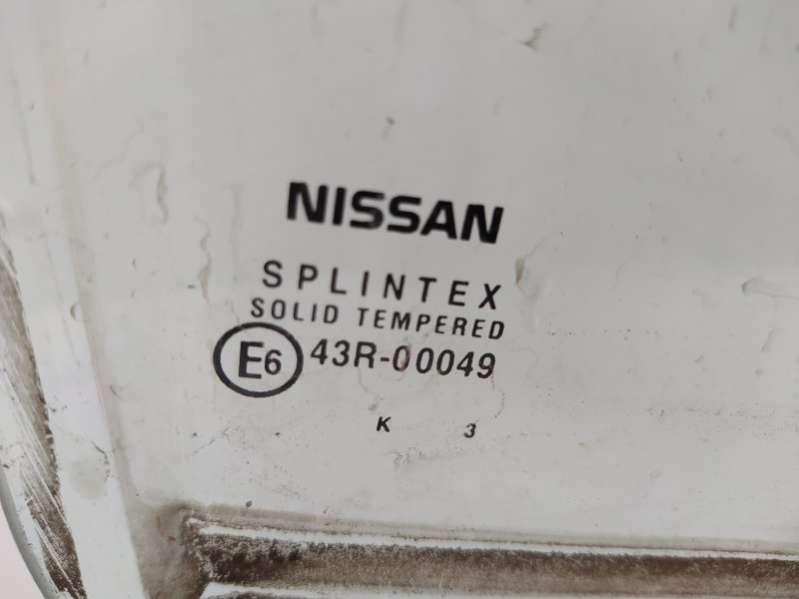 NISSAN
SPLINTEX
SOLID TEMPERED
E6 43R-00049
K 3